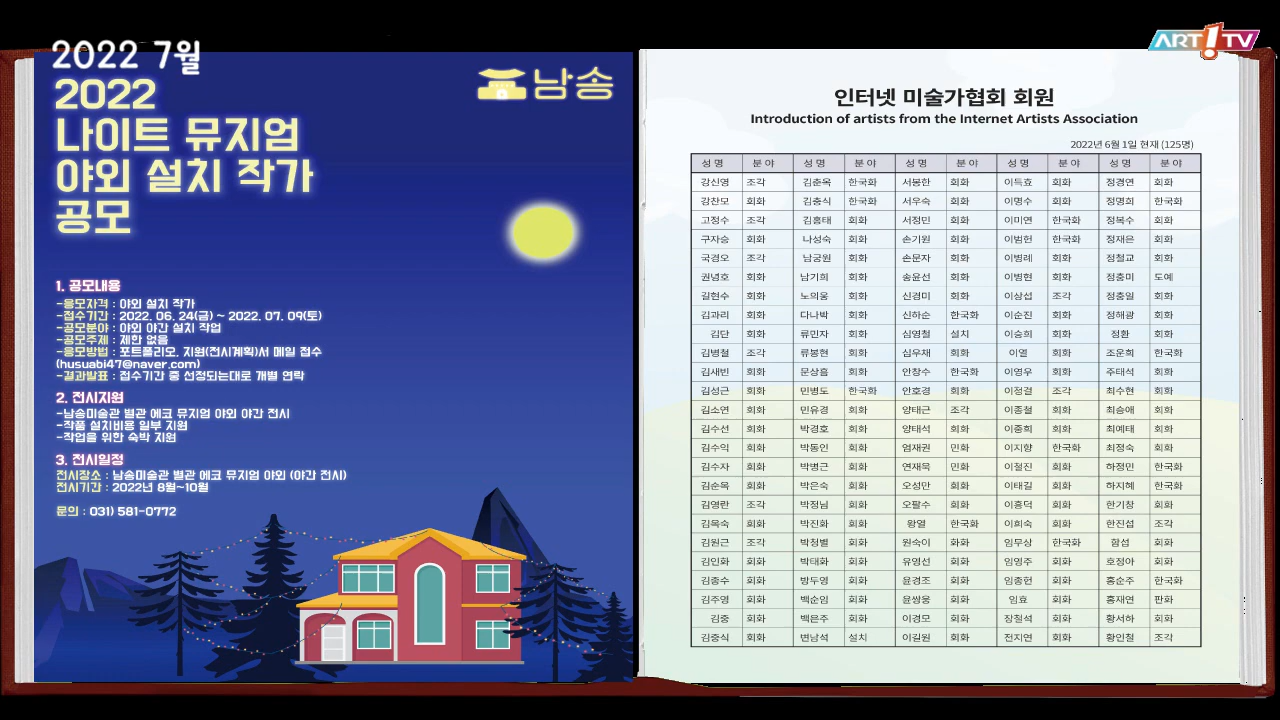 2022 7월
ART!TV
2022
나이트 뮤지엄
야외 설치 작가
공모
남송
1. 공모내용
-응모자격 : 야외 설치 작가
-접수기간 : 2022. 06. 24(금) ~ 2022. 07. 09(토)
-공모분야 : 야외 야간 설치 작업
-공모주제 : 제한 없음
-응모방법 : 포트폴리오, 지원(전시계획)서 메일 접수
(husuabi47@naver.com)
-결과발표 : 접수기간 중 선정되는대로 개별 연락
2. 전시지원
-남송미술관 별관 에코 뮤지엄 야외 야간 전시
-작품 설치비용 일부 지원
-작업을 위한 숙박 지원
3. 전시일정
전시장소 : 남송미술관 별관 에코 뮤지엄 야외 (야간 전시)
전시기간 : 2022년 8월~10월
문의 : 031) 581-0772
인터넷 미술가협회 회원
Introduction of artists from the Internet Artists Association
2022년 6월 1일 현재 (125명)
성 명 분 야 성 명 분 야 성 명 분 야 성 명 분 야 성 명 분 야
강신영 조각 김춘옥 한국화 서봉한 회화 이득효 회화 정경연 회화
강찬모 회화 김충식 한국화 서우숙 회화 이명수 회화 정명희 한국화
고정수 조각 김흥태 회화 서정민 회화 이미연 한국화 정복수 회화
구자승 회화 나성숙 회화 손기원 회화 이범헌 한국화 정재은 회화
국경오 조각 남궁원 회화 손문자 회화 이병례 회화 정철교 회화
권녕호 회화 남기희 회화 송윤선 회화 이병현 회화 정충미 도예
길현수 회화 노의웅 회화 신경미 회화 이상섭 조각 정충일 회화
김과리 회화 다나박 회화 신하순 한국화 이순진 회화 정해광 회화
김단 회화 류민자 회화 심영철 설치 이승희 회화 정환 회화
김병철 조각 류봉현 회화 심우채 회화 이열 회화 조운희 한국화
김새빈 회화 문상흠 회화 안창수 한국화 이영우 회화 주태석 회화
김성근 회화 민병도 한국화 안호경 회화 이정걸 조각 최수현 회화
김소연 회화 민유경 회화 양태근 조각 이종철 회화 최승애 회화
김수선 회화 박경호 회화 양태석 회화 이종희 회화 최예태 회화
김수익 회화 박동인 회화 엄재권 민화 이지향 한국화 최정숙 회화
김수자 회화 박병근 회화 연재욱 민화 이철진 회화 하정민 한국화
김순옥 회화 박은숙 회화 오성만 회화 이태길 회화 하지혜 한국화
김영란 조각 박정님 회화 오팔수 회화 이흥덕 회화 한기창 회화
김옥숙 회화 박진화 회화 왕열 한국화 이희숙 회화 한진섭 조각
김원근 조각 박청별 회화 원숙이 화화 임무상 한국화 함섭 회화
김인화 회화 박태화 회화 유영선 회화 임영주 회화 호정아 회화
김종수 회화 방두영 회화 윤경조 회화 임종헌 회화 홍순주 한국화
김주영 회화 백순임 회화 윤쌍웅 회화 임효 회화 홍재연 판화
김중 회화 백은주 회화 이경모 회화 장철석 회화 황서하 회화
김중식 회화 변남석 설치 이길원 회화 전지연 회화 황인철 조각